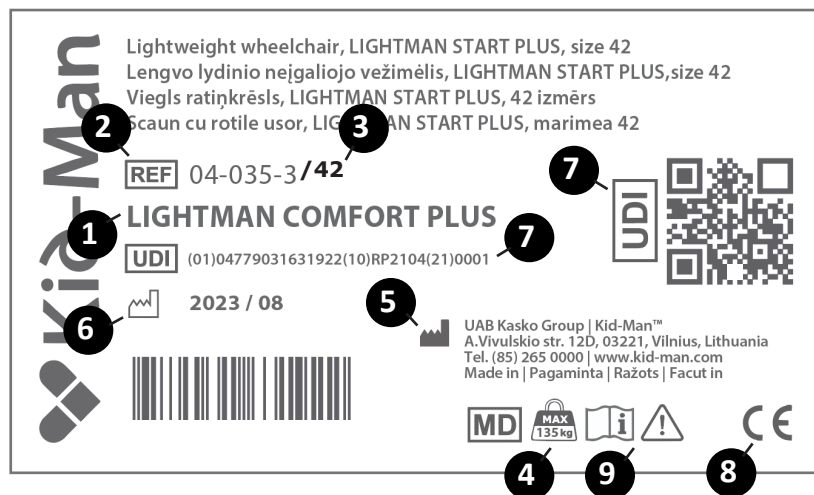 Kid-Man
Lightweight wheelchair, LIGHTMAN START PLUS, size 42
Lengvo lydinio neįgaliojo vežimėlis, LIGHTMAN START PLUS,size 42
Viegls ratiņkrēsls, LIGHTMAN START PLUS, 42 izmērs
Scaun cu rotile usor, START PLUS, marimea 42
2
3
REF 04-035-3/42
7
UDI
1
LIGHTMAN COMFORT PLUS
UDI (01)04779031631922(10)RP2104(21)0001
7
6
2023 / 08
5
UAB Kasko Group | Kid-Man™
A.Vivulskio str. 12D, 03221, Vilnius, Lithuania
Tel. (85) 265 0000 | www.kid-man.com
Made in | Pagaminta | Ražots | Facut in
MD
MAX
135 kg
i
!
CE
4
9
8